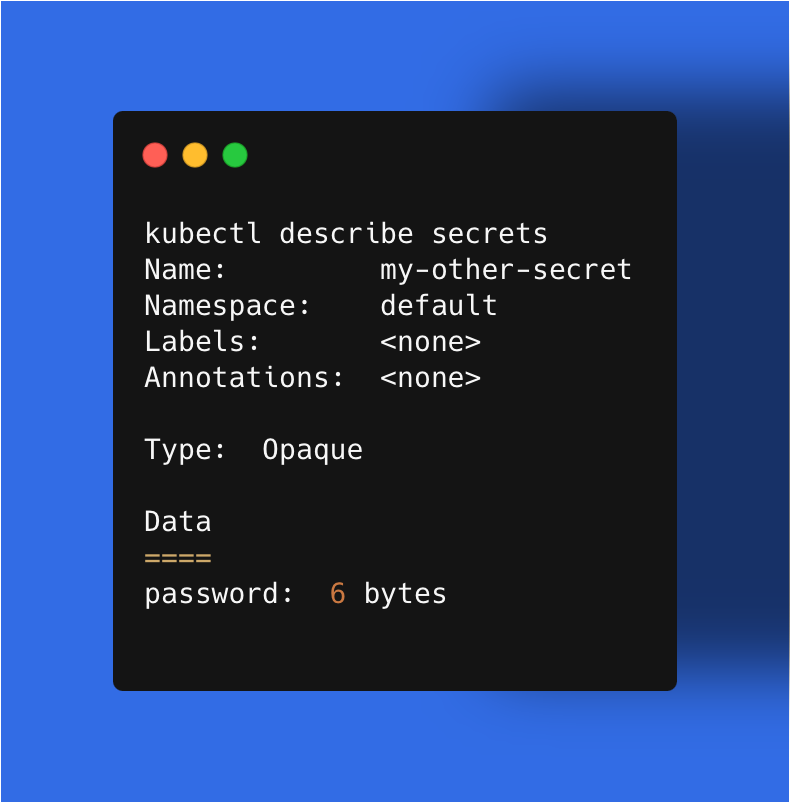 kubectl describe secrets
Name:         my-other-secret
Namespace:    default
Labels:       <none>
Annotations:  <none>
Type:  Opaque
Data
====
password:  6 bytes